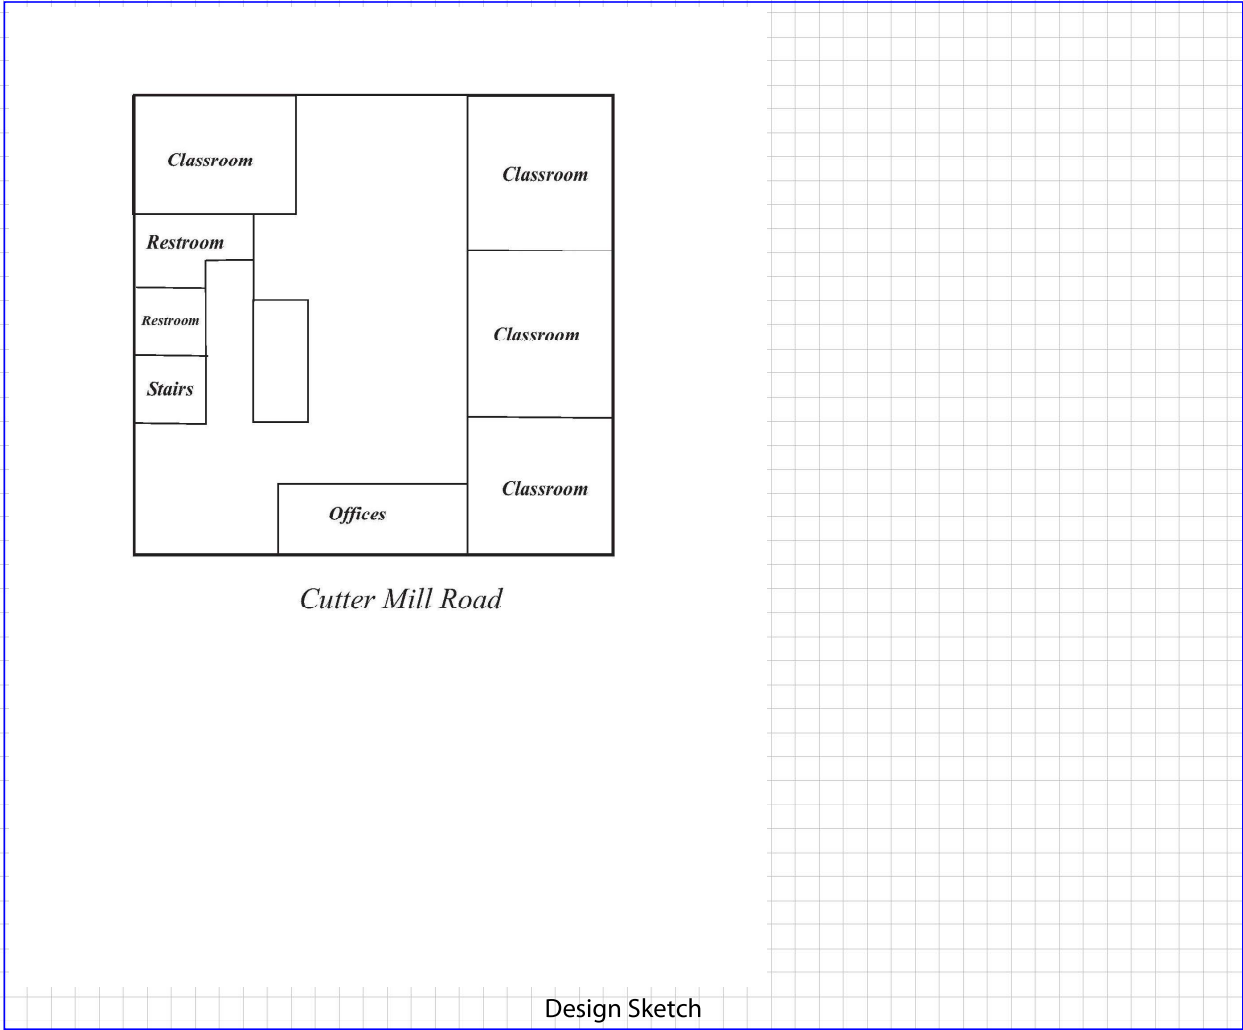 Classroom
Classroom
Restroom
Restroom
Classroom
Stairs
Classroom
Offices
Cutter Mill Road
Design Sketch